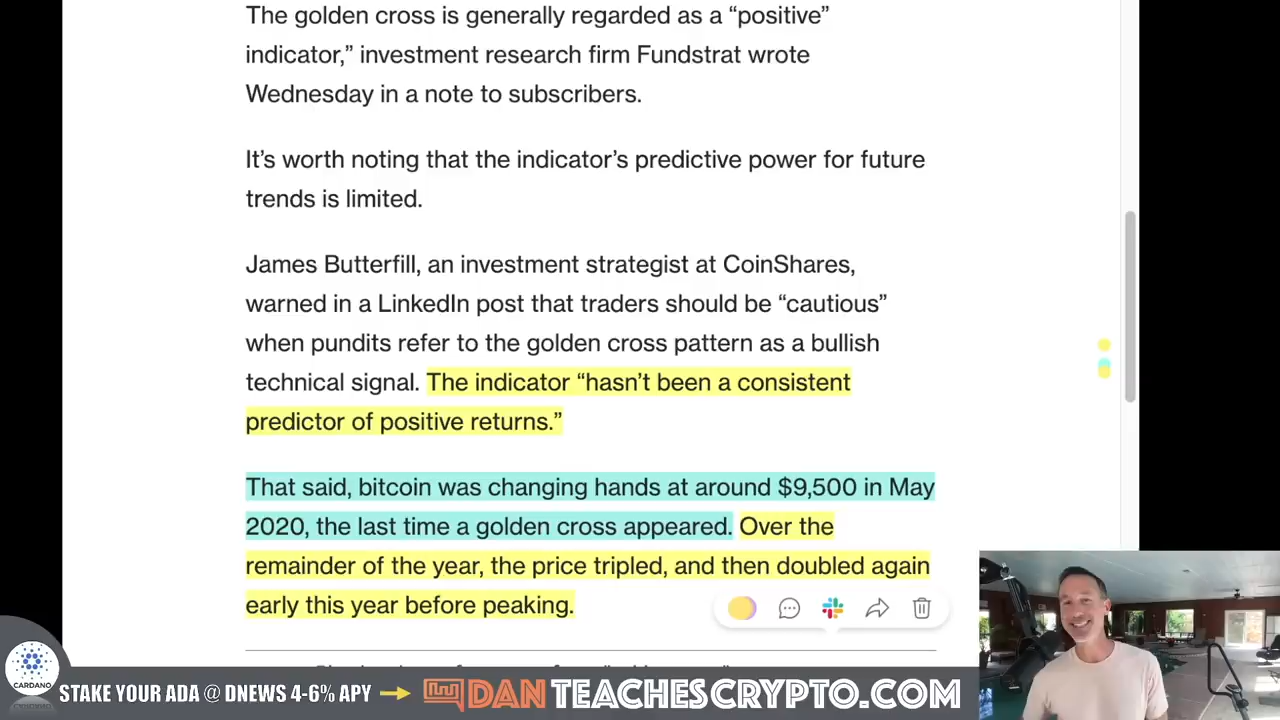 The golden cross is generally regarded as a “positive”
indicator,” investment research firm Fundstrat wrote
Wednesday in a note to subscribers.
It’s worth noting that the indicator’s predictive power for future
trends is limited.
James Butterfill, an investment strategist at CoinShares,
warned in a LinkedIn post that traders should be “cautious”
when pundits refer to the golden cross pattern as a bullish
technical signal. The indicator “hasn’t been a consistent
predictor of positive returns.”
That said, bitcoin was changing hands at around $9,500 in May
2020, the last time a golden cross appeared. Over the
remainder of the year, the price tripled, and then doubled again
early this year before peaking.
CARDANO
STAKE YOUR ADA @ DNEWS 4-6% APY
DANTEACHESCRYPTO.COM